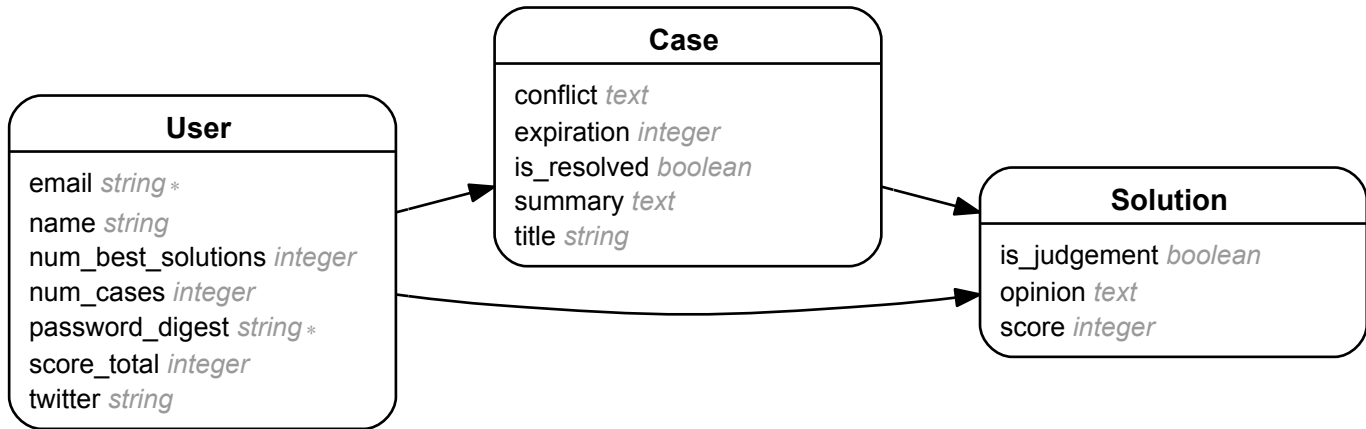 User
email string *
name string
num_best_solutions integer
num_cases integer
password_digest string *
score_total integer
twitter string
Case
conflict text
expiration integer
is_resolved boolean
summary text
title string
Solution
is_judgement boolean
opinion text
score integer